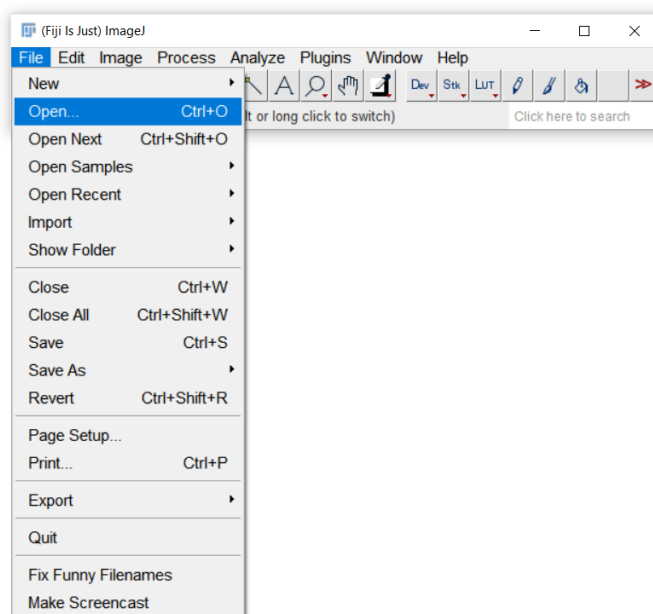 (Fiji Is Just) ImageJ
File Edit Image Process Analyze Plugins Window Help
A Dev Stk LUT
lt or long click to switch) Click here to search
New
Open... Ctrl+O
Open Next Ctrl+Shift+O
Open Samples
Open Recent
Import
Show Folder
Close Ctrl+W
Close All Ctrl+Shift+W
Save Ctrl+S
Save As
Revert Ctrl+Shift+R
Page Setup...
Print... Ctrl+P
Export
Quit
Fix Funny Filenames
Make Screencast